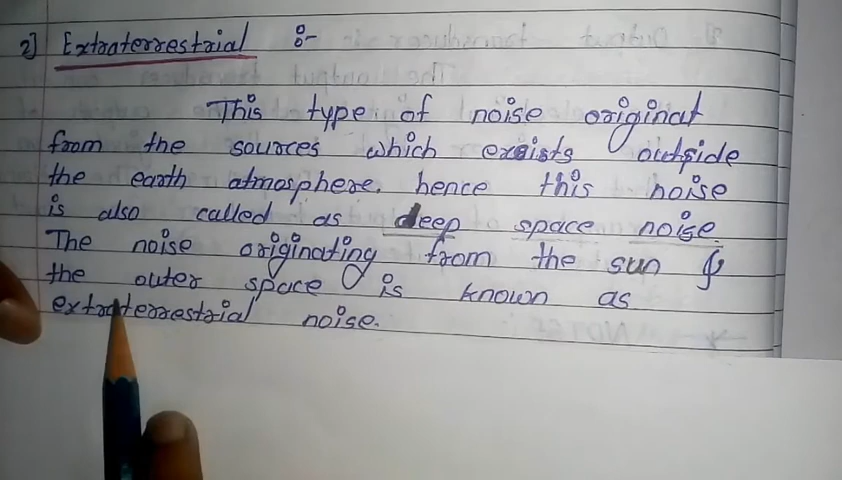 2] Extraterrestrial :-
This type of noise originat
from the sources which exsists outside
the earth atmosphere. hence this noise
is also called as deep space noise.
The noise originating from the sun &
the outer space is known as
extraterrestrial noise.